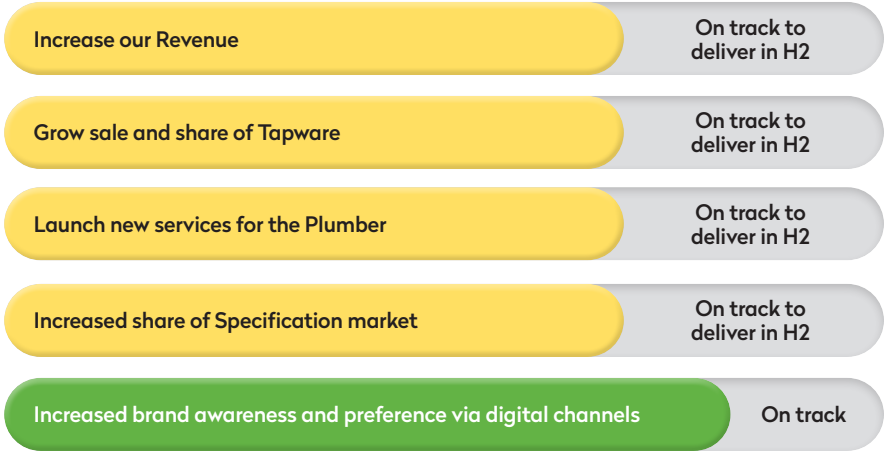 Increase our Revenue
On track to
deliver in H2
Grow sale and share of Tapware
On track to
deliver in H2
Launch new services for the Plumber
On track to
deliver in H2
Increased share of Specification market
On track to
deliver in H2
Increased brand awareness and preference via digital channels
On track